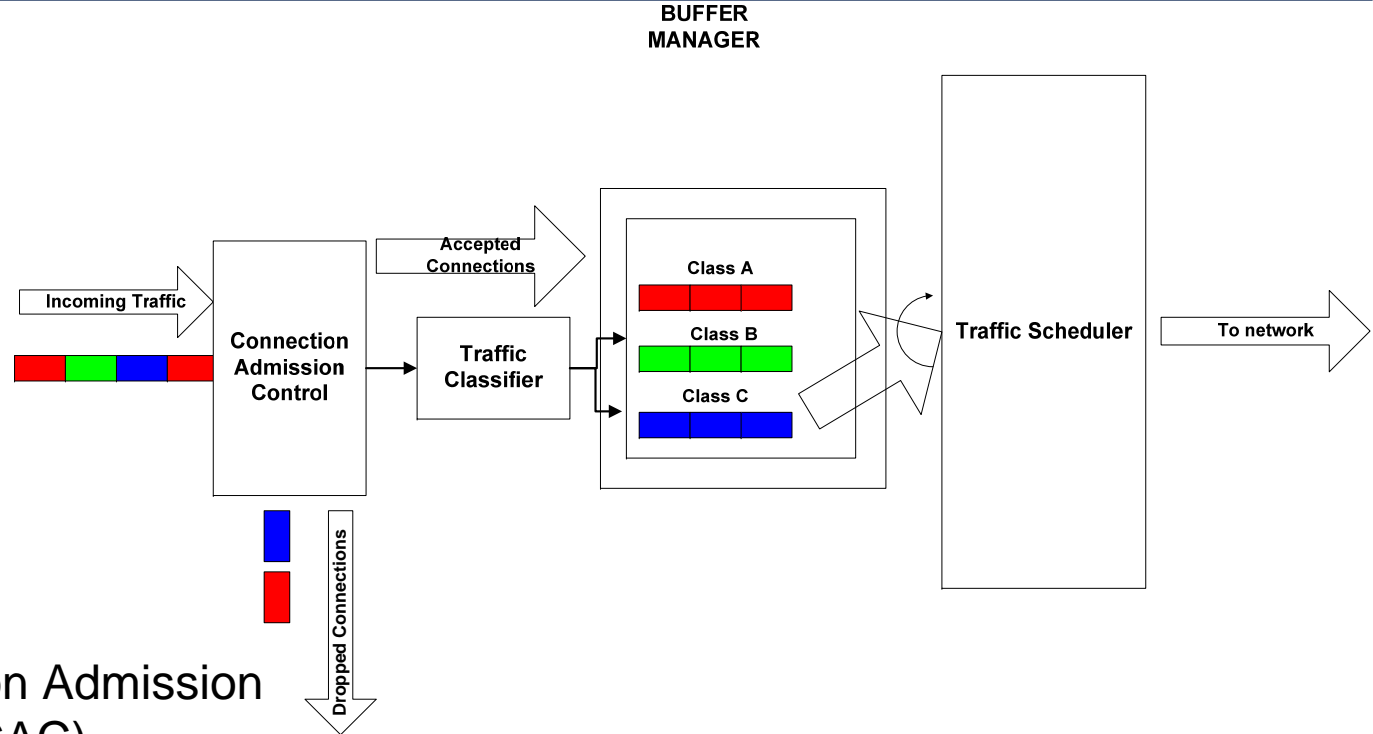 BUFFER
MANAGER
Accepted
Connections
Incoming Traffic
Connection
Admission
Control
Traffic
Classifier
Class A
Class B
Class C
Traffic Scheduler
To network
Dropped Connections
on Admission
CAC)